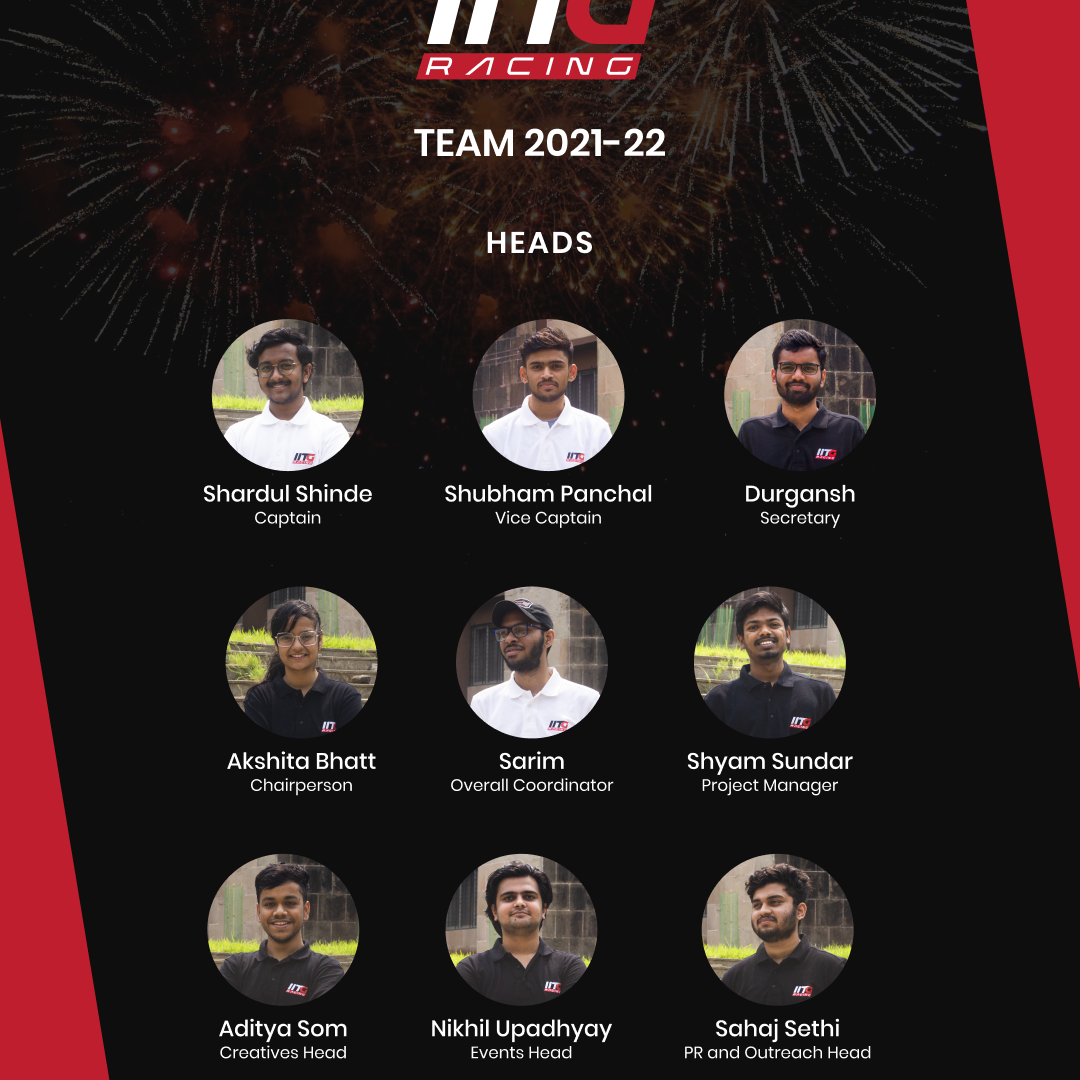 IITG
RACING
TEAM 2021-22
HEADS
Shardul Shinde
Captain
Shubham Panchal
Vice Captain
Durgansh
Secretary
Akshita Bhatt
Chairperson
Sarim
Overall Coordinator
Shyam Sundar
Project Manager
Aditya Som
Creatives Head
Nikhil Upadhyay
Events Head
Sahaj Sethi
PR and Outreach Head